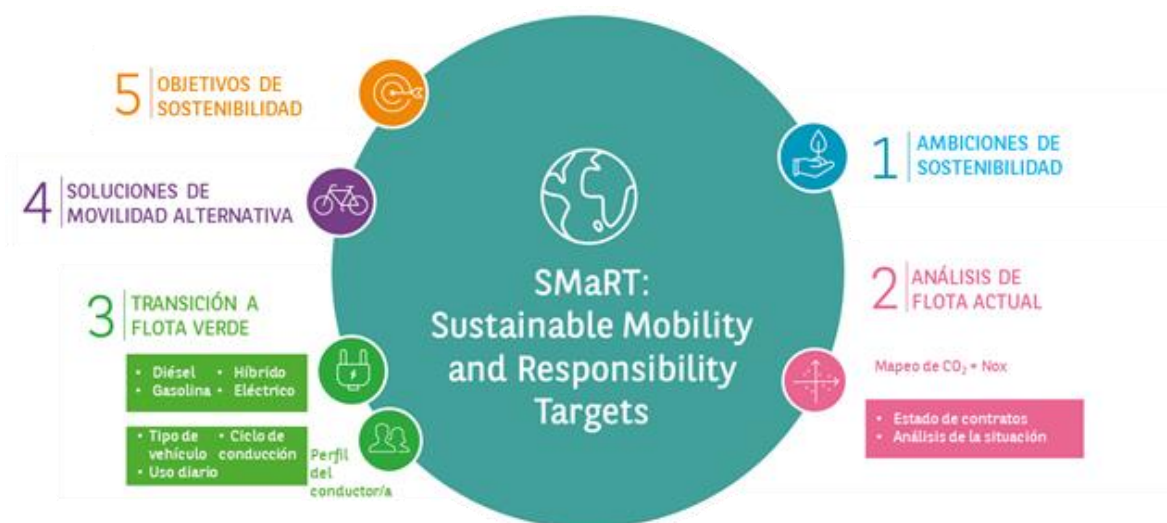 SMaRT:
Sustainable Mobility
and Responsibility
Targets
1 AMBICIONES DE
SOSTENIBILIDAD
2 ANÁLISIS DE
FLOTA ACTUAL
Mapeo de CO₂ + Nox
• Estado de contratos
• Análisis de la situación
3 TRANSICIÓN A
FLOTA VERDE
• Diésel • Híbrido
• Gasolina • Eléctrico
• Tipo de • Ciclo de
vehículo conducción
• Uso diario
Perfil
del
conductor/a
4 SOLUCIONES DE
MOVILIDAD ALTERNATIVA
5 OBJETIVOS DE
SOSTENIBILIDAD